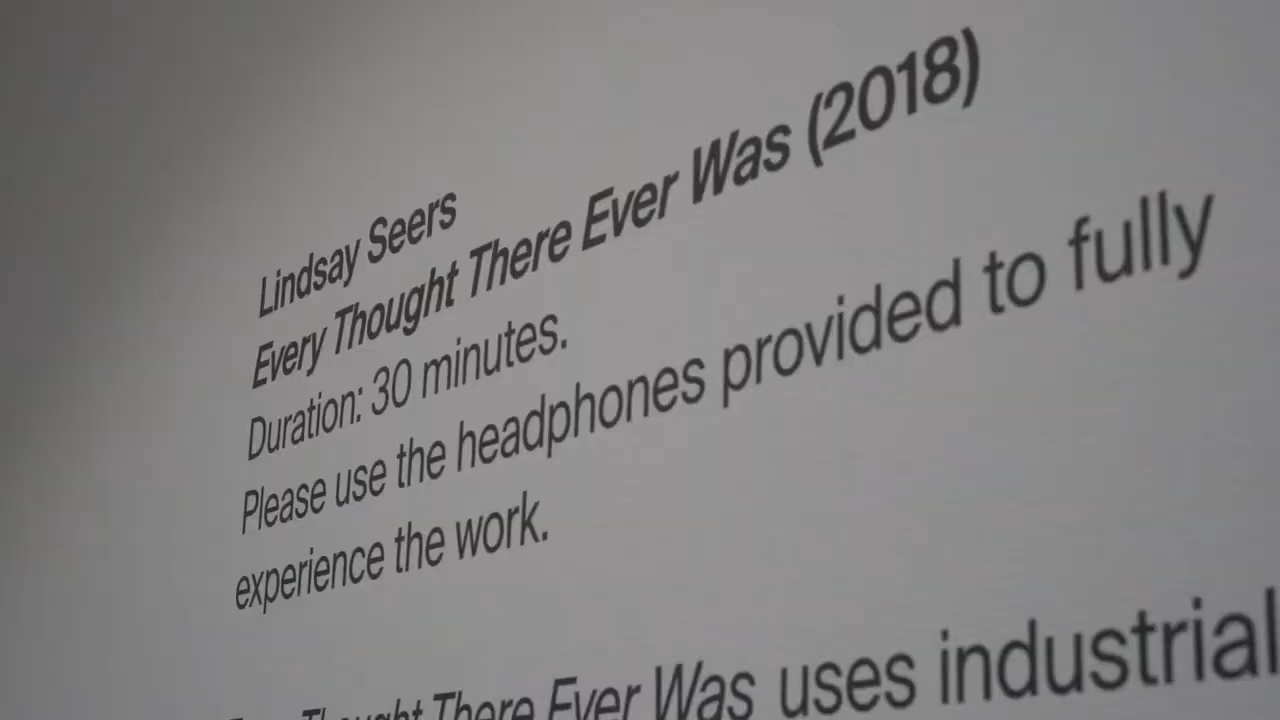 Lindsay Seers
Every Thought There Ever Was (2018)
Duration: 30 minutes.
Please use the headphones provided to fully
experience the work.
Thought There Ever Was uses industrial